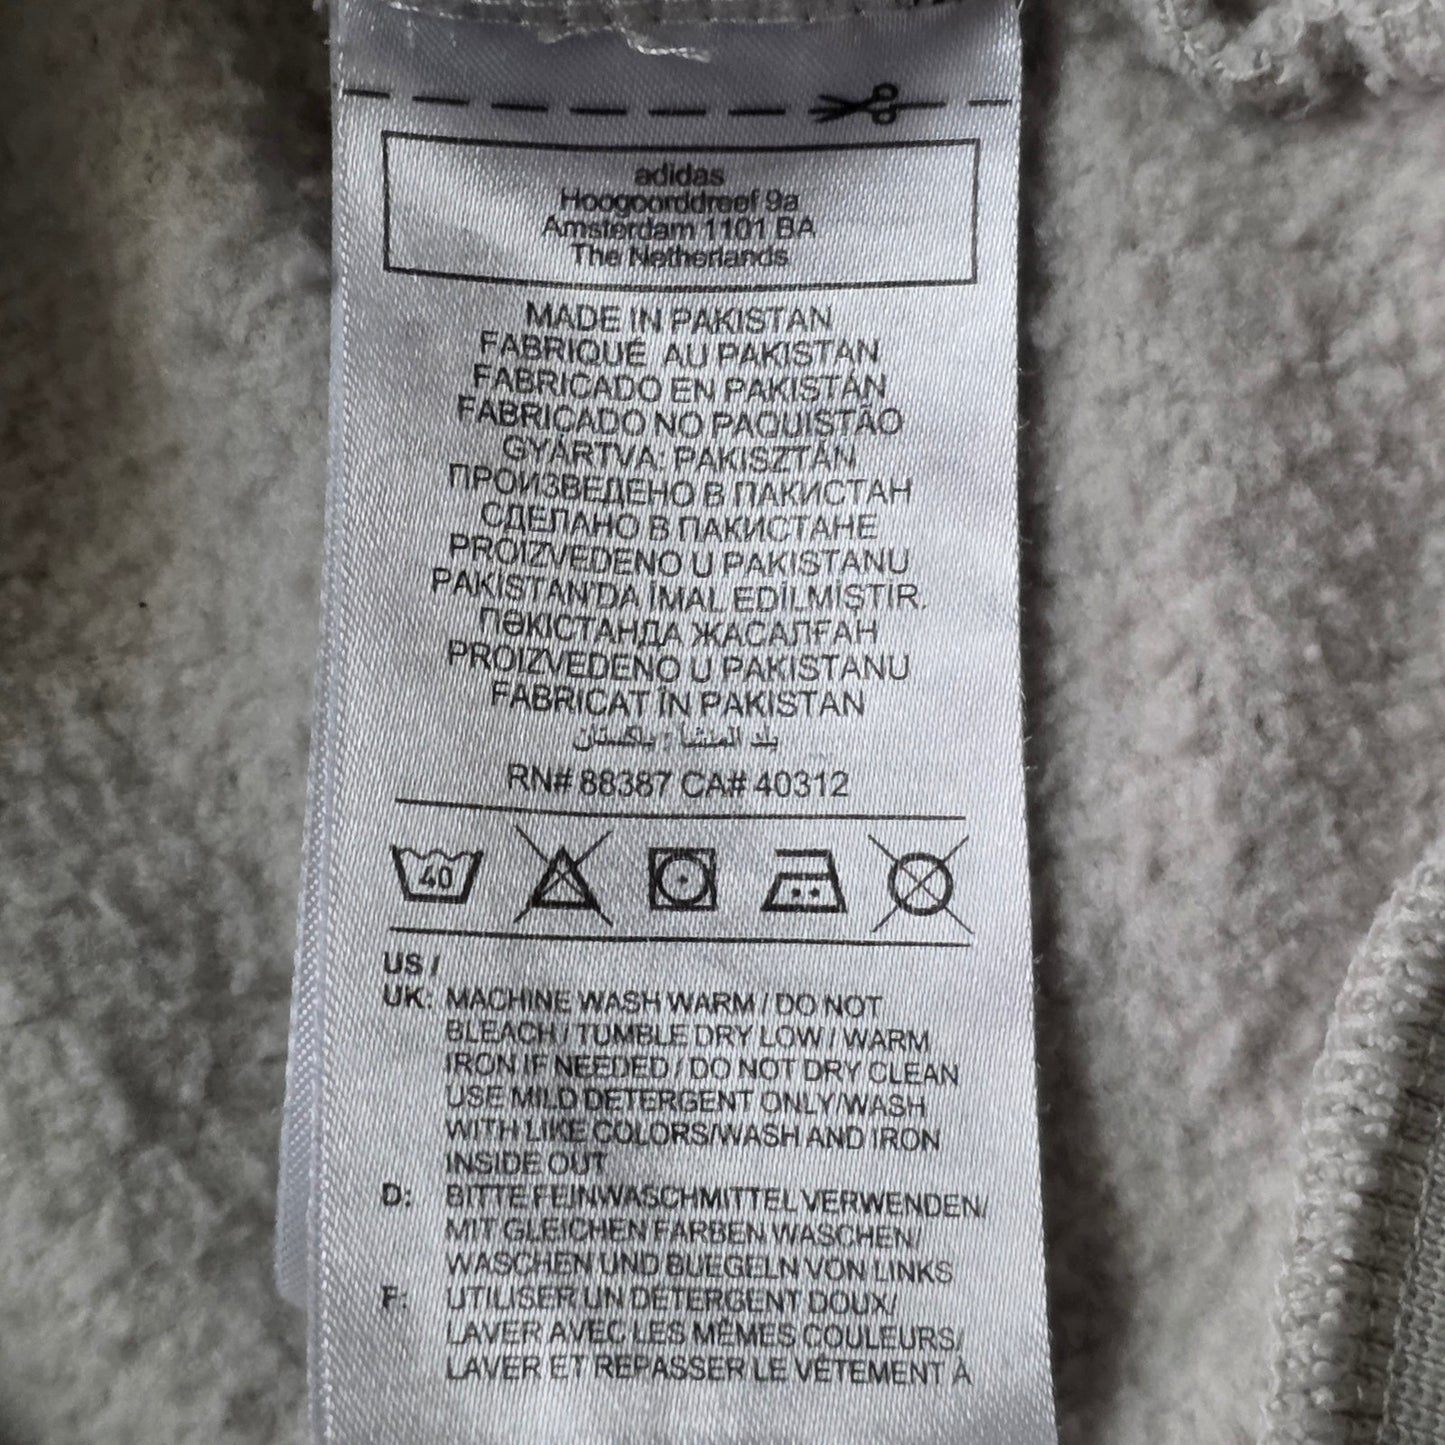 adidas
Hoogoorddreef 9a
Amsterdam 1101 BA
The Netherlands
MADE IN PAKISTAN
FABRIQUÉ AU PAKISTAN
FABRICADO EN PAKISTÁN
FABRICADO NO PAQUISTÃO
GYÁRTVA: PAKISZTÁN
ПРОИЗВЕДЕНО В ПАКИСТАН
СДЕЛАНО В ПАКИСТАНЕ
PROIZVEDENO U PAKISTANU
PAKİSTAN'DA İMAL EDİLMİŞTİR.
ПӘКІСТАНДА ЖАСАЛҒАН
PROIZVEDENO U PAKISTANU
FABRICAT ÎN PAKISTAN
بلد المنشأ : باكستان
RN# 88387 CA# 40312
40
US /
UK: MACHINE WASH WARM / DO NOT
BLEACH / TUMBLE DRY LOW / WARM
IRON IF NEEDED / DO NOT DRY CLEAN
USE MILD DETERGENT ONLY/WASH
WITH LIKE COLORS/WASH AND IRON
INSIDE OUT
D: BITTE FEINWASCHMITTEL VERWENDEN/
MIT GLEICHEN FARBEN WASCHEN/
WASCHEN UND BUEGELN VON LINKS
F: UTILISER UN DÉTERGENT DOUX/
LAVER AVEC LES MÊMES COULEURS/
LAVER ET REPASSER LE VÊTEMENT À